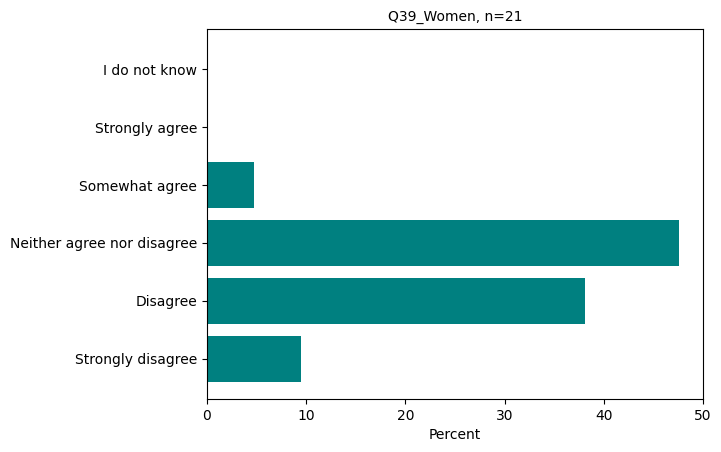 Q39_Women, n=21
I do not know
Strongly agree
Somewhat agree
Neither agree nor disagree
Disagree
Strongly disagree
0 10 20 30 40 50
Percent